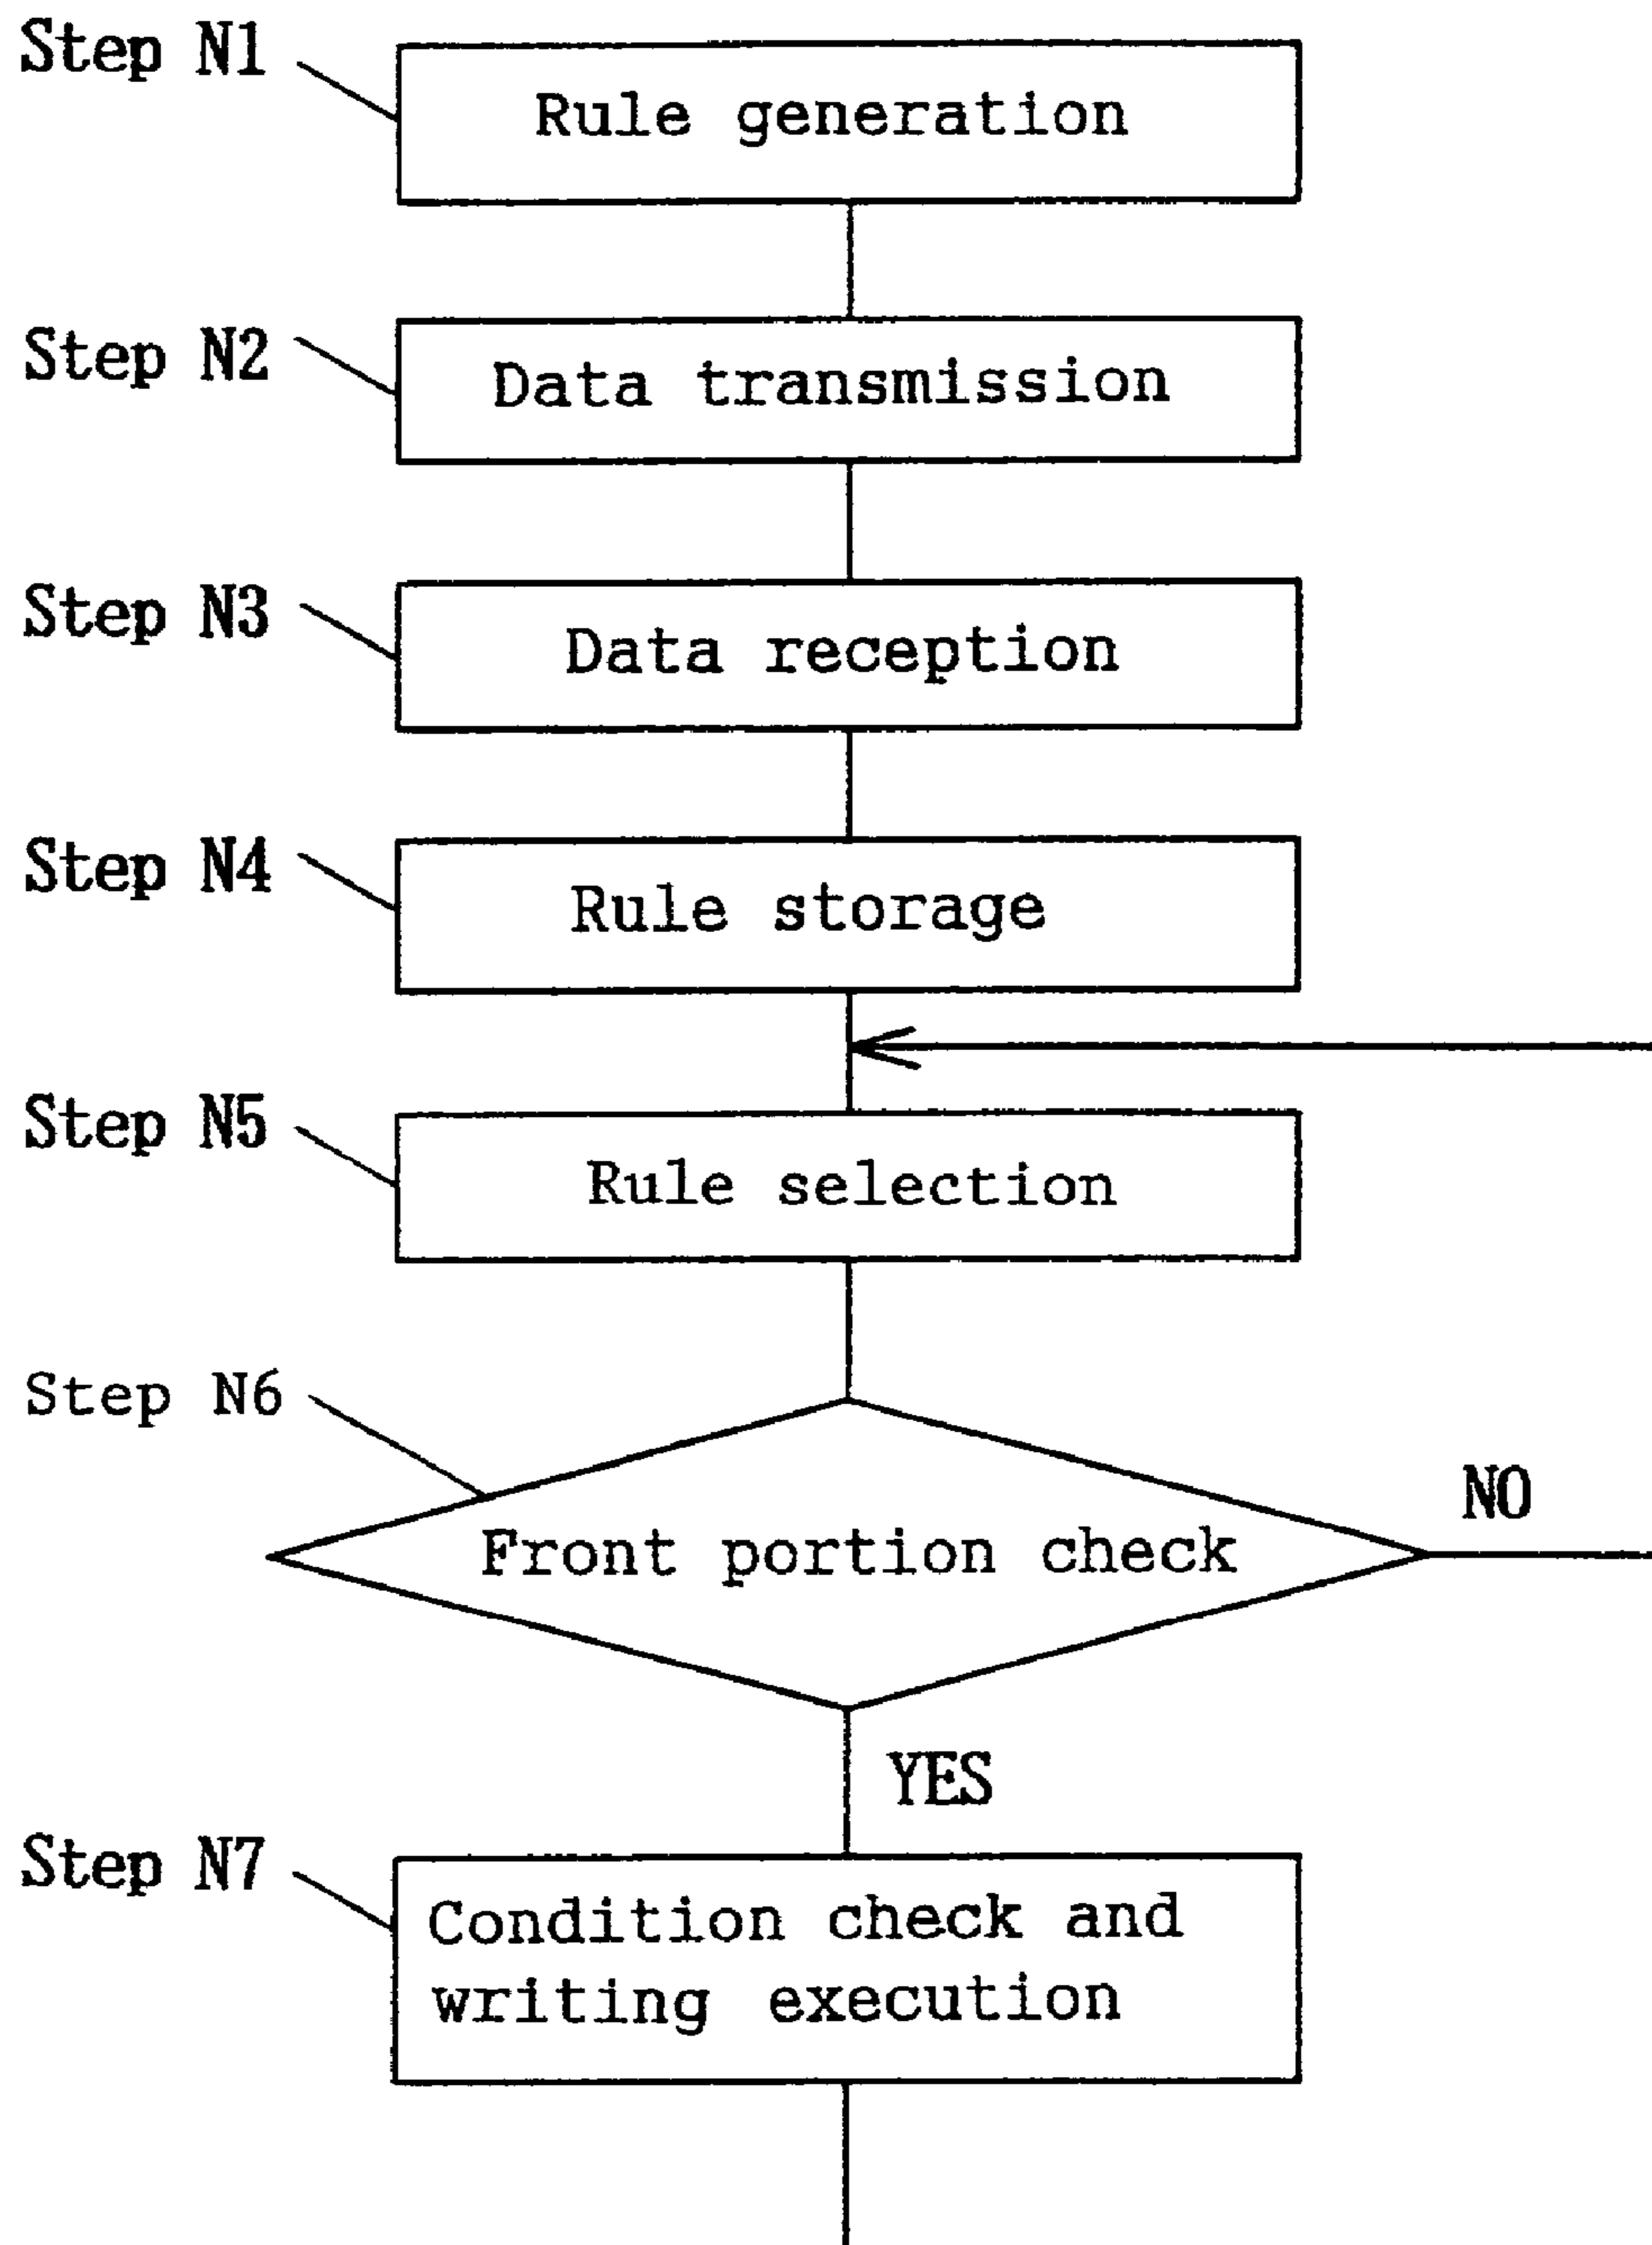 Step N1
Rule generation
Step N2
Data transmission
Step N3
Data reception
Step N4
Rule storage
Step N5
Rule selection
Step N6
Front portion check
NO
YES
Step N7
Condition check and
writing execution